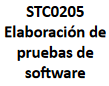 STC0205
Elaboración de
pruebas de
software